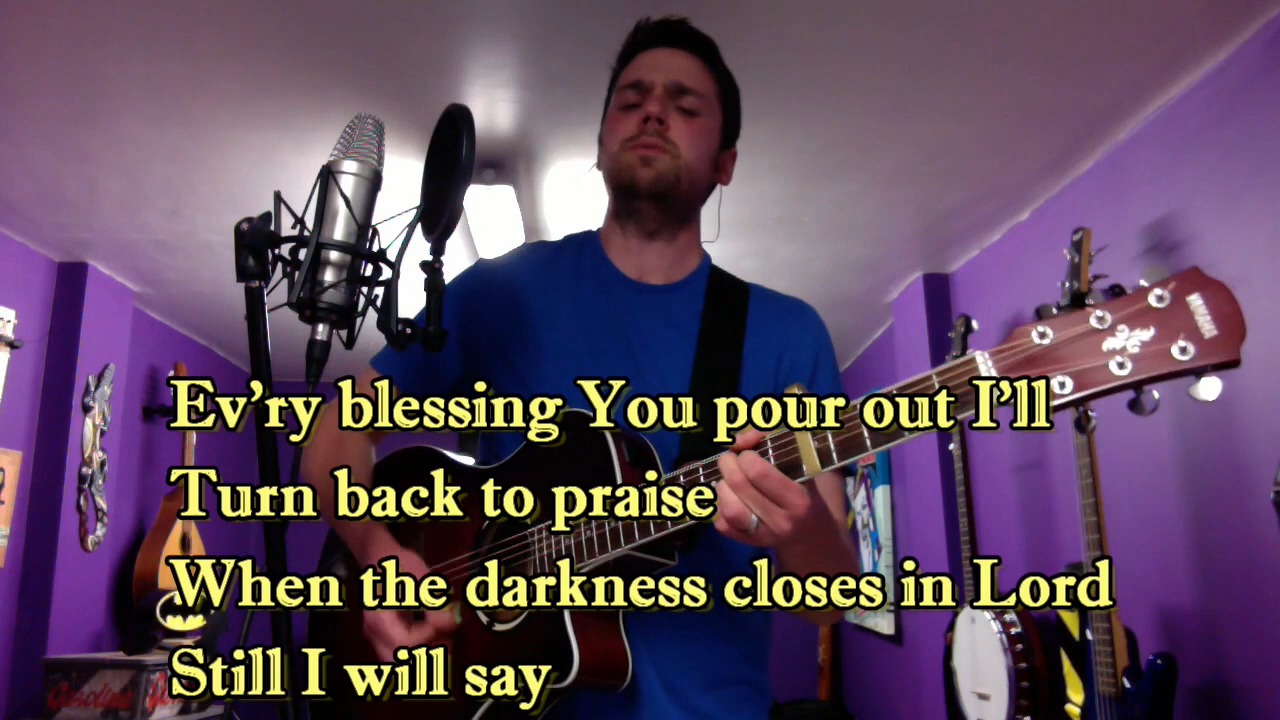 YAMAHA
Ev'ry blessing You pour out I'll
Turn back to praise
When the darkness closes in Lord
Still I will say